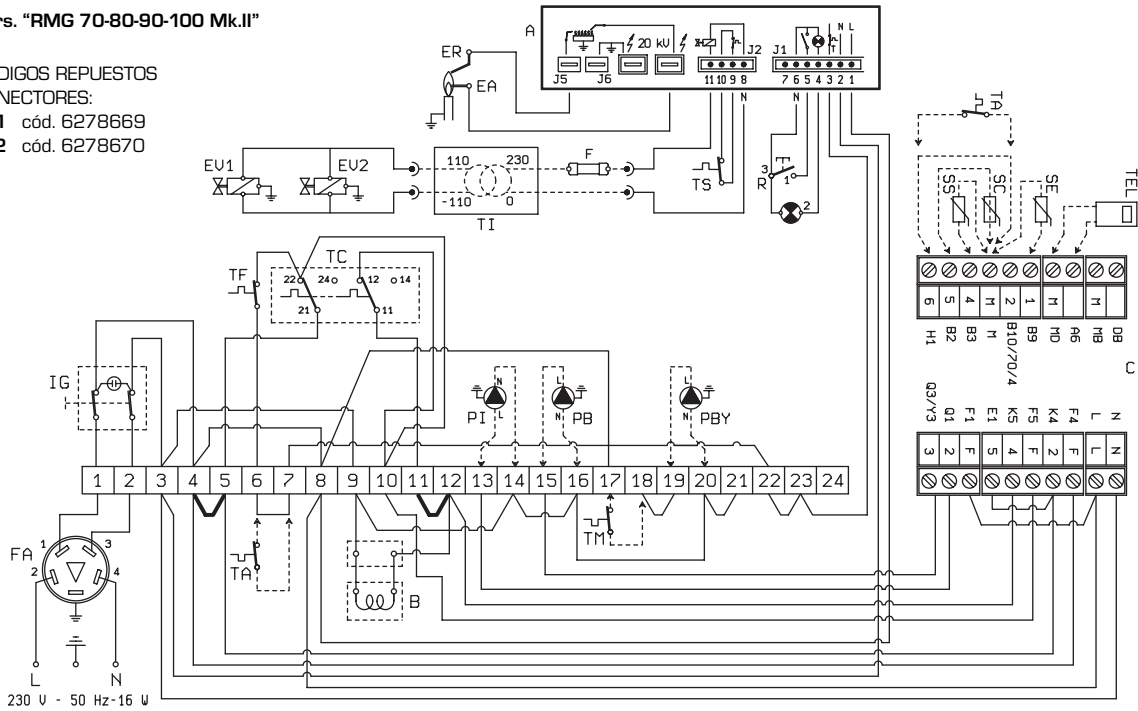 rs. “RMG 70-80-90-100 Mk.II”
DIGOS REPUESTOS
NECTORES:
1 cód. 6278669
2 cód. 6278670
A
20 kV
J5 J6
J2
11 10 9 8
J1
7 6 5 4 3 2 1
N L
T
N
N
ER
EA
EV1
EV2
110 230
-110 0
TI
F
TS
3
R
1
2
TA
SS
SC
SE
TEL
6 5 4 M 2 1 M M
H1 B2 B3 M B10/70/4 B9 MD A6 MB DB
C
Q3/Y3 Q1 F1 E1 K5 F5 K4 F4 L N
3 2 F 5 4 F 2 F L N
TF
TC
22 24 12 14
21 11
IG
N
PI
L
L
PB
N
L
PBY
N
1 2 3 4 5 6 7 8 9 10 11 12 13 14 15 16 17 18 19 20 21 22 23 24
TM
TA
B
FA
1 3
2 4
L N
230 V - 50 Hz-16 W